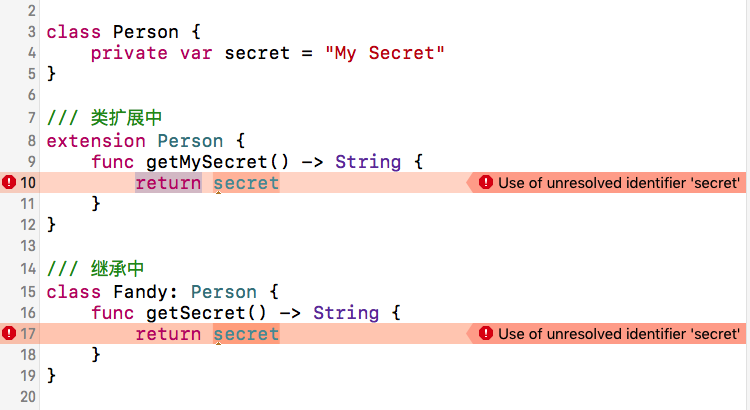 2
3 class Person {
4     private var secret = "My Secret"
5 }
6
7 /// 类扩展中
8 extension Person {
9     func getMySecret() -> String {
10         return secret Use of unresolved identifier 'secret'
11     }
12 }
13
14 /// 继承中
15 class Fandy: Person {
16     func getSecret() -> String {
17         return secret Use of unresolved identifier 'secret'
18     }
19 }
20